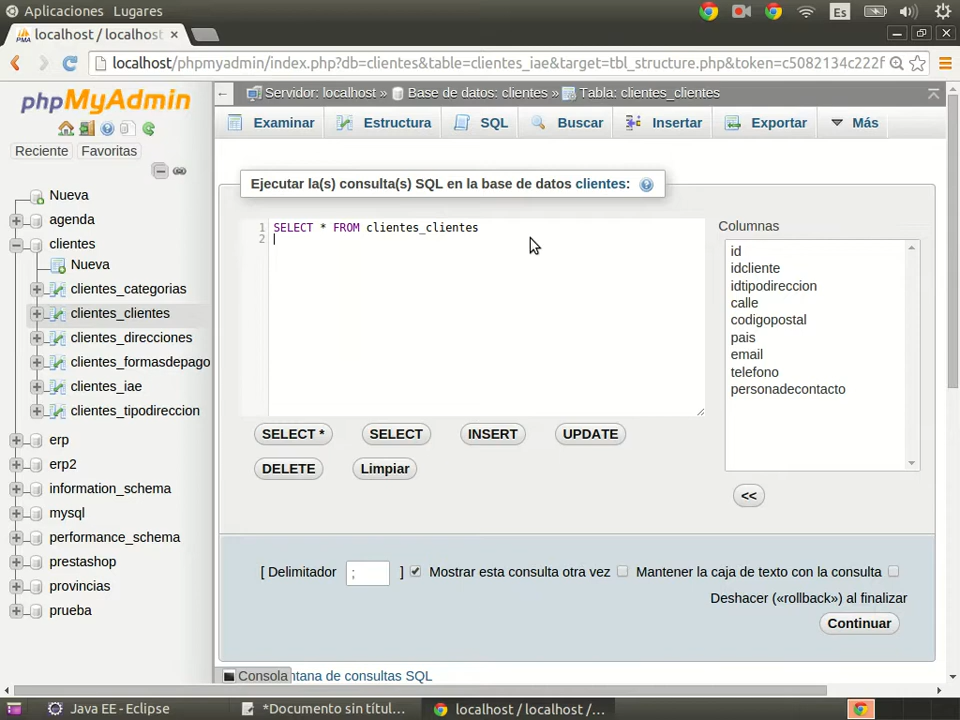 Aplicaciones Lugares
Es
localhost / localhost
localhost/phpmyadmin/index.php?db=clientes&table=clientes_iae&target=tbl_structure.php&token=c5082134c222f
phpMyAdmin
Servidor: localhost » Base de datos: clientes » Tabla: clientes_clientes
Examinar Estructura SQL Buscar Insertar Exportar Más
Reciente Favoritas
Nueva
agenda
clientes
Nueva
clientes_categorias
clientes_clientes
clientes_direcciones
clientes_formasdepago
clientes_iae
clientes_tipodireccion
erp
erp2
information_schema
mysql
performance_schema
prestashop
provincias
prueba
Ejecutar la(s) consulta(s) SQL en la base de datos clientes:
1 SELECT * FROM clientes_clientes
2
Columnas
id
idcliente
idtipodireccion
calle
codigopostal
pais
email
telefono
personadecontacto
SELECT * SELECT INSERT UPDATE
DELETE Limpiar
<<
[ Delimitador ; ] Mostrar esta consulta otra vez Mantener la caja de texto con la consulta
Deshacer («rollback») al finalizar
Continuar
Consola ntana de consultas SQL
Java EE - Eclipse *Documento sin títul... localhost / localhost /...